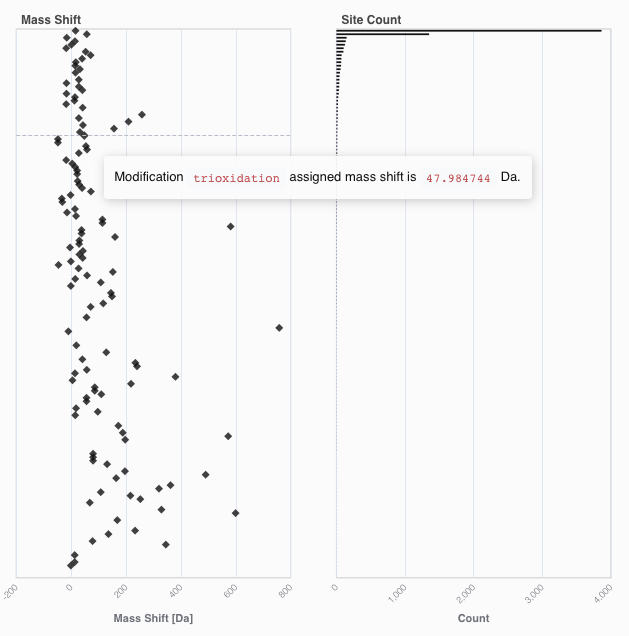 Mass Shift
Site Count
Modification trioxidation assigned mass shift is 47.984744 Da.
-200 0 200 400 600 800
0 1,000 2,000 3,000 4,000
Mass Shift [Da]
Count